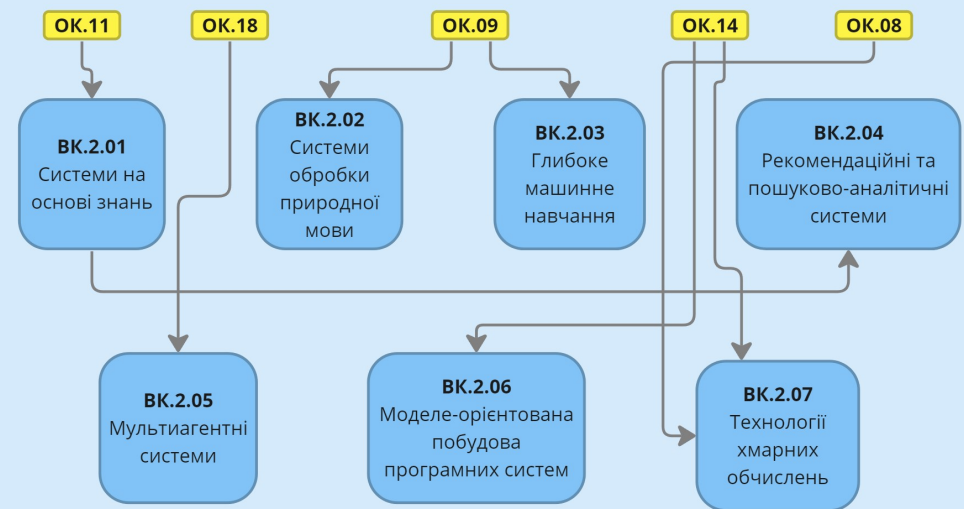 ОК.11
ОК.18
ОК.09
ОК.14
ОК.08
ВК.2.01
Системи на
основі знань
ВК.2.02
Системи
обробки
природної
мови
ВК.2.03
Глибоке
машинне
навчання
ВК.2.04
Рекомендаційні та
пошуково-аналітичні
системи
ВК.2.05
Мультиагентні
системи
ВК.2.06
Моделе-орієнтована
побудова
програмних систем
ВК.2.07
Технології
хмарних
обчислень